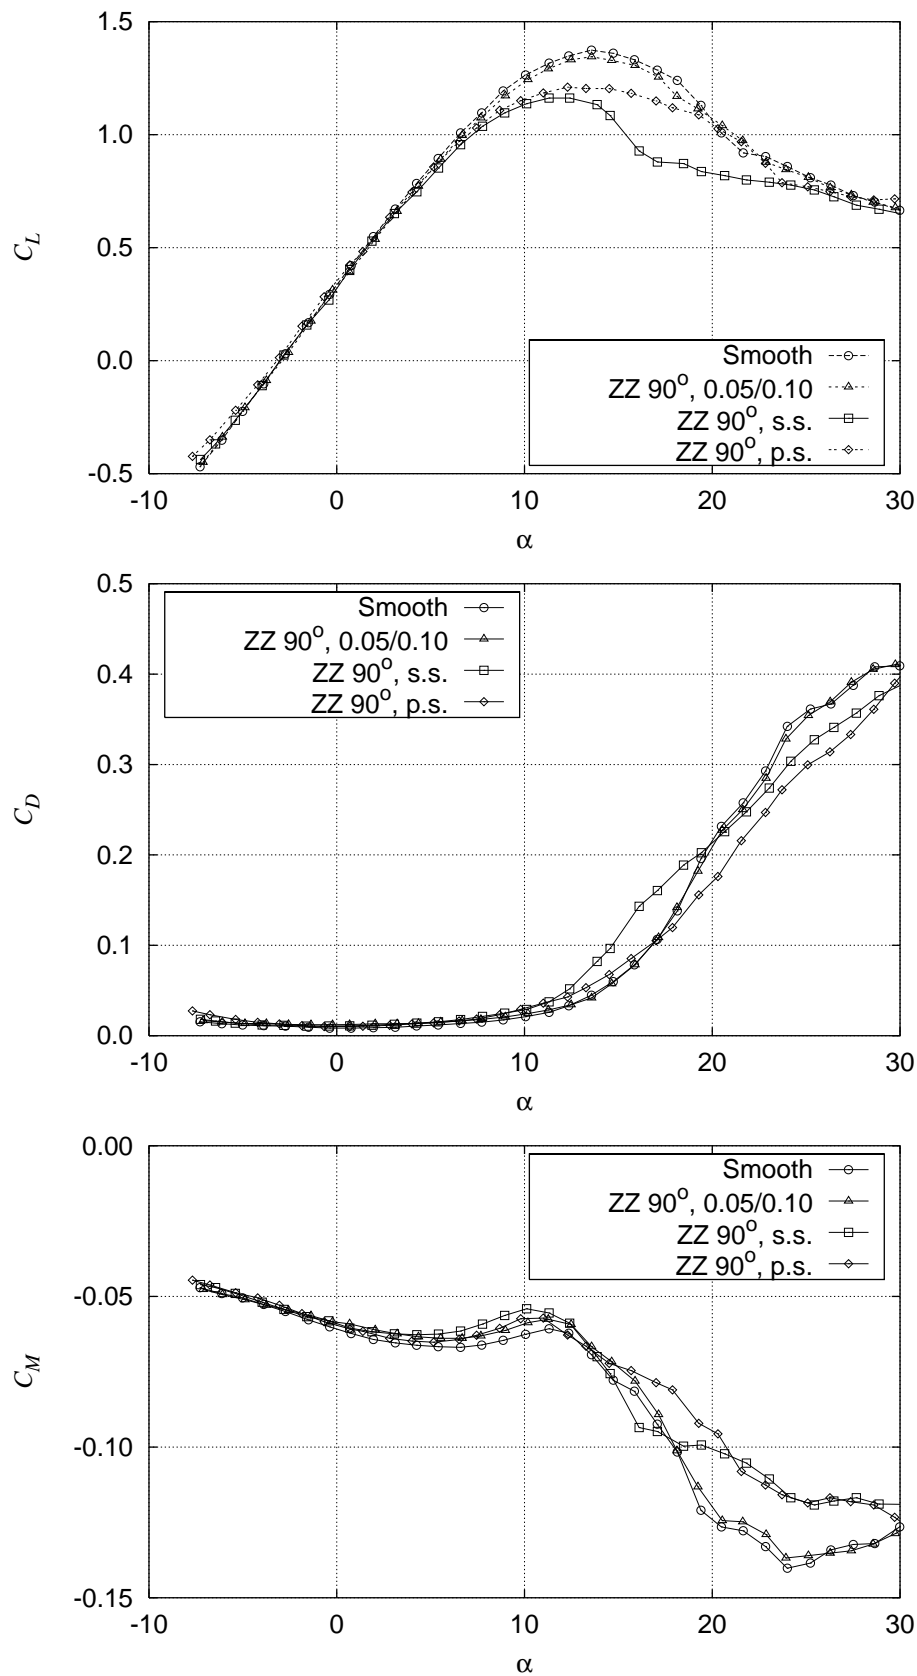 1.5
1.0
0.5
0.0
-0.5
C_L
Smooth
ZZ 90°, 0.05/0.10
ZZ 90°, s.s.
ZZ 90°, p.s.
-10 0 10 20 30
α
0.5
0.4
0.3
0.2
0.1
0.0
C_D
Smooth
ZZ 90°, 0.05/0.10
ZZ 90°, s.s.
ZZ 90°, p.s.
-10 0 10 20 30
α
0.00
-0.05
-0.10
-0.15
C_M
Smooth
ZZ 90°, 0.05/0.10
ZZ 90°, s.s.
ZZ 90°, p.s.
-10 0 10 20 30
α